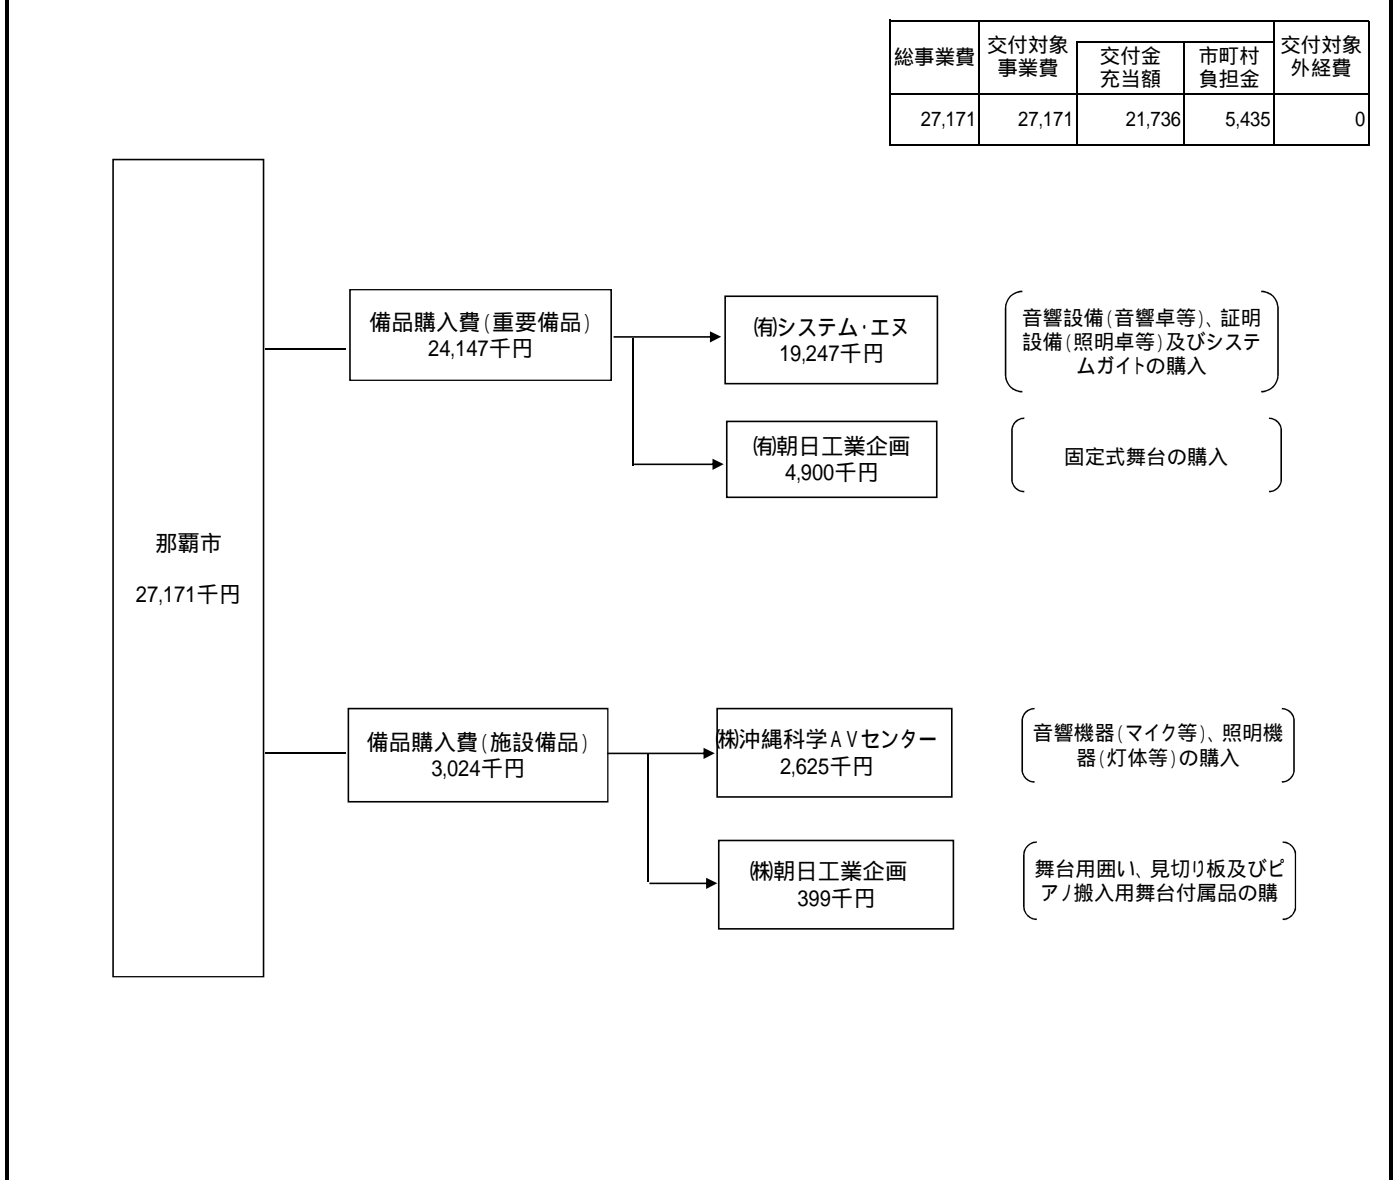 総事業費
交付対象
事業費
交付金
充当額
市町村
負担金
交付対象
外経費
27,171
27,171
21,736
5,435
0
備品購入費(重要備品)
24,147千円
㈲システム・エヌ
19,247千円
音響設備(音響卓等)、証明
設備(照明卓等)及びシステ
ムガイトの購入
㈲朝日工業企画
4,900千円
固定式舞台の購入
那覇市
27,171千円
備品購入費(施設備品)
3,024千円
㈱沖縄科学AVセンター
2,625千円
音響機器(マイク等)、照明機
器(灯体等)の購入
㈱朝日工業企画
399千円
舞台用囲い、見切り板及びピ
アノ搬入用舞台付属品の購